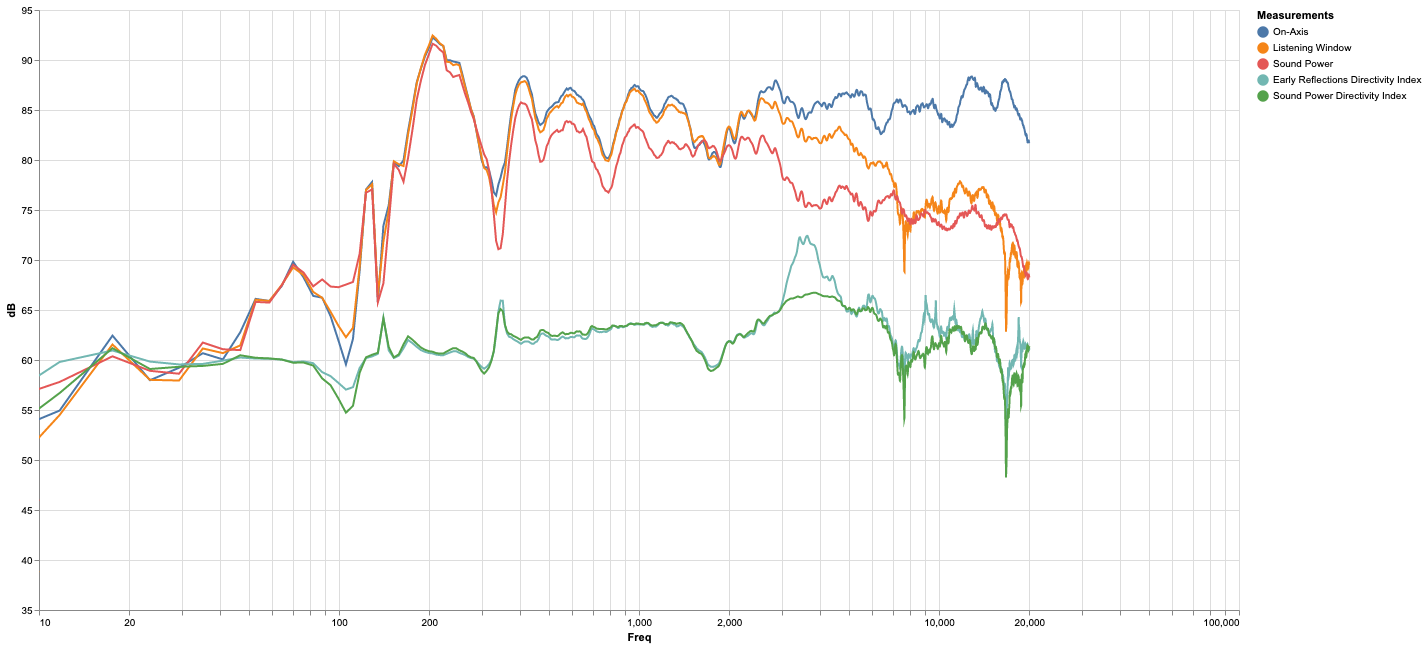 95
90
85
80
75
70
65
60
55
50
45
40
35
dB
10
20
100
200
1,000
2,000
10,000
20,000
100,000
Freq
Measurements
On-Axis
Listening Window
Sound Power
Early Reflections Directivity Index
Sound Power Directivity Index